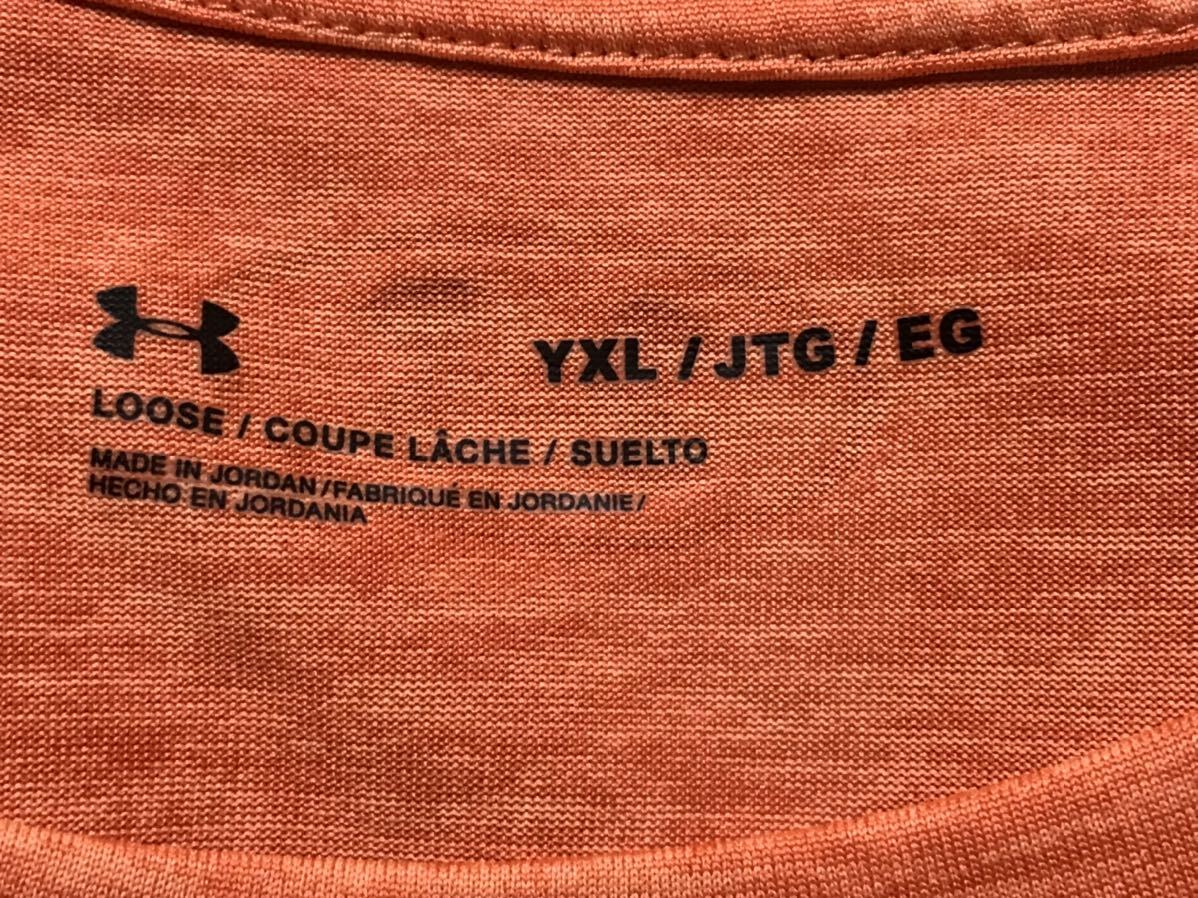 YXL / JTG / EG
LOOSE / COUPE LÂCHE / SUELTO
MADE IN JORDAN / FABRIQUÉ EN JORDANIE /
HECHO EN JORDANIA